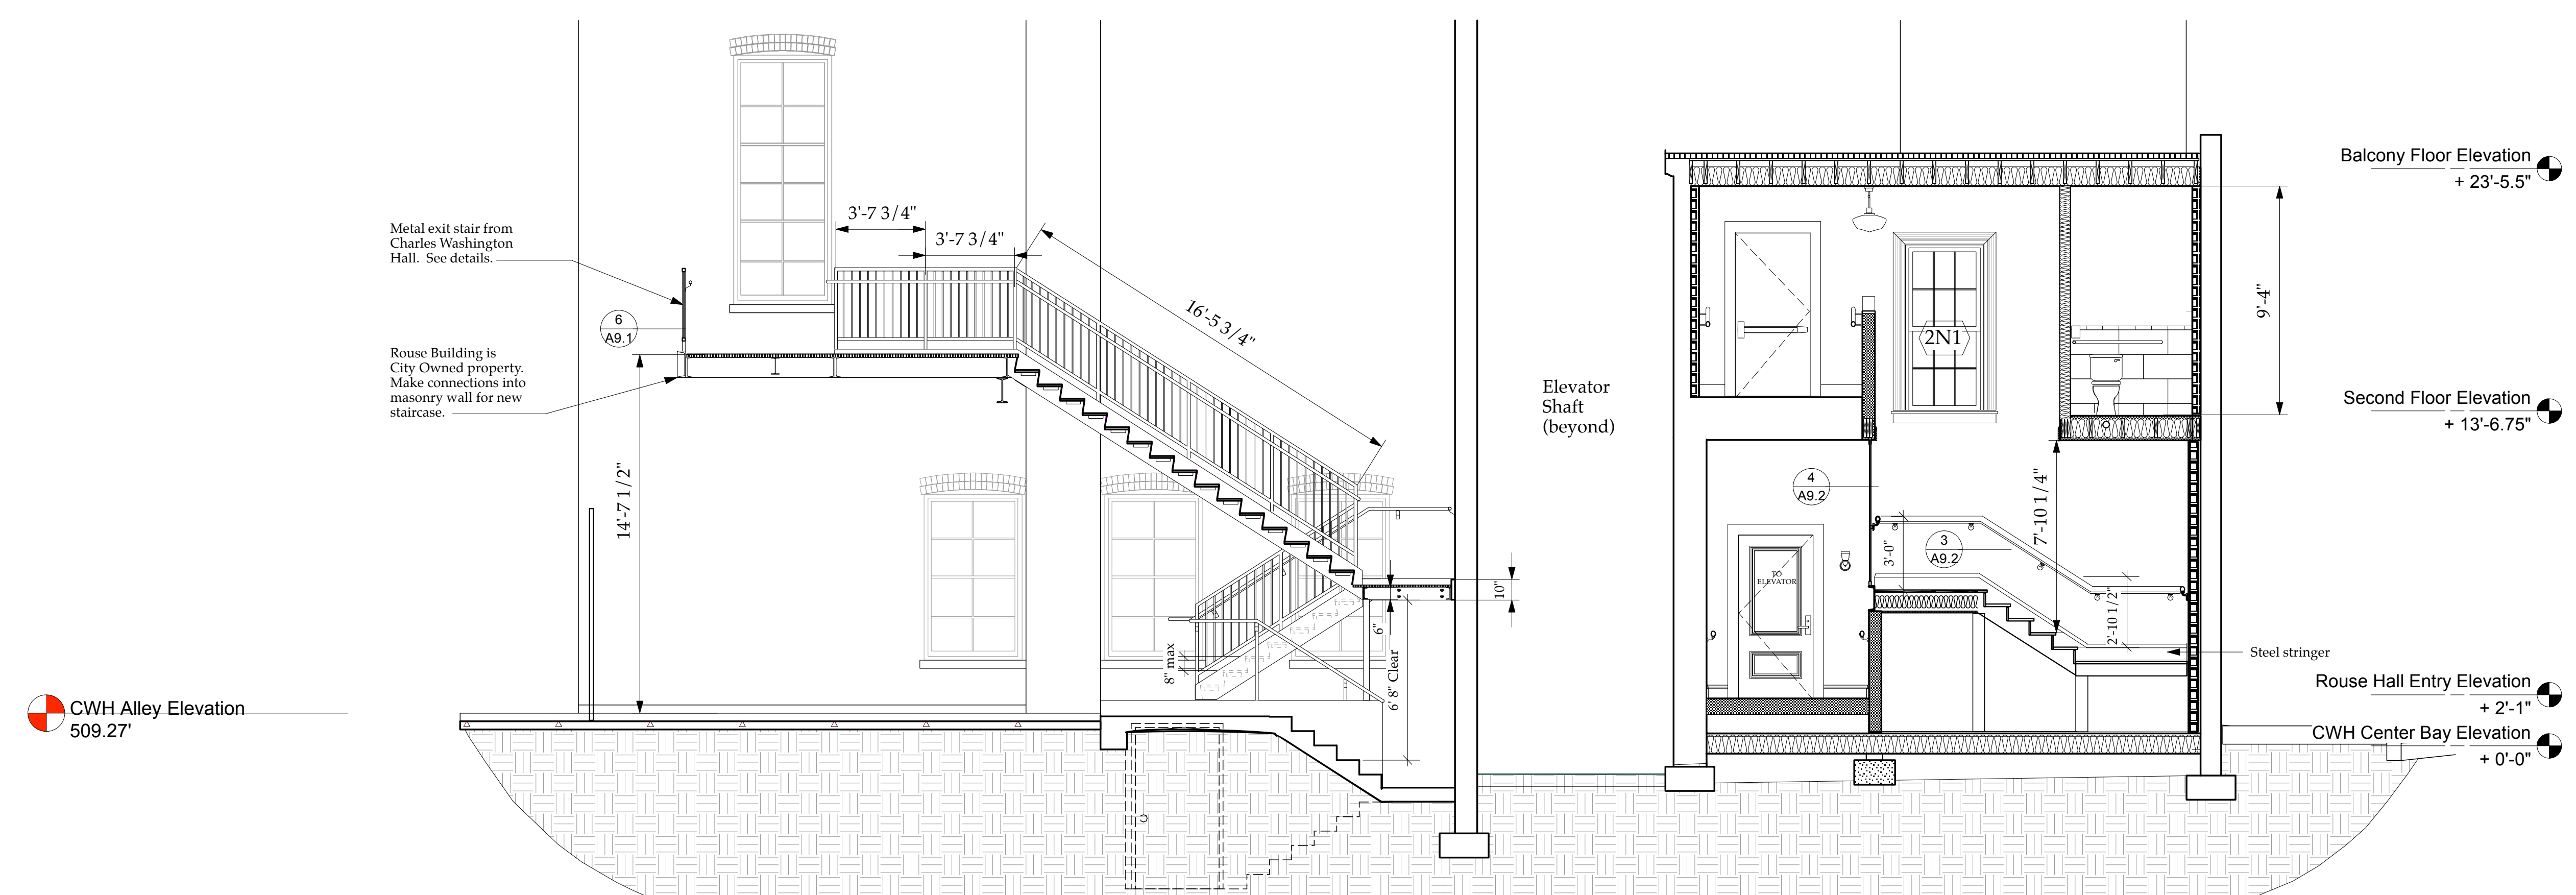 Metal exit stair from
Charles Washington
Hall.  See details.
6
A9.1
Rouse Building is
City Owned property.
Make connections into
masonry wall for new
staircase.
CWH Alley Elevation
509.27'
14'-7 1/2"
3'-7 3/4"
3'-7 3/4"
16'-5 3/4"
8" max
6"
6' 8" Clear
10"
Elevator
Shaft
(beyond)
2N1
4
A9.2
TO
ELEVATOR
3'-0"
3
A9.2
7'-10 1/4"
2'-10 1/2"
9'-4"
Steel stringer
Balcony Floor Elevation
+ 23'-5.5"
Second Floor Elevation
+ 13'-6.75"
Rouse Hall Entry Elevation
+ 2'-1"
CWH Center Bay Elevation
+ 0'-0"